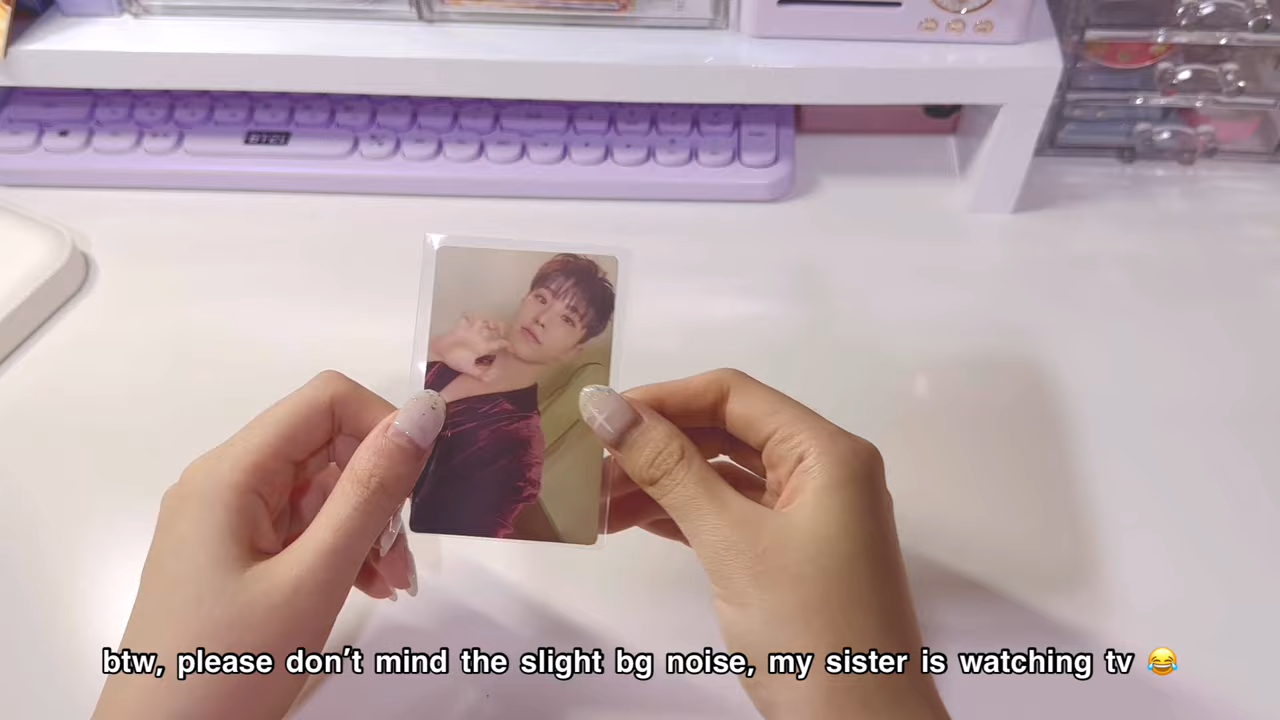 BT21
btw, please don't mind the slight bg noise, my sister is watching tv 😂